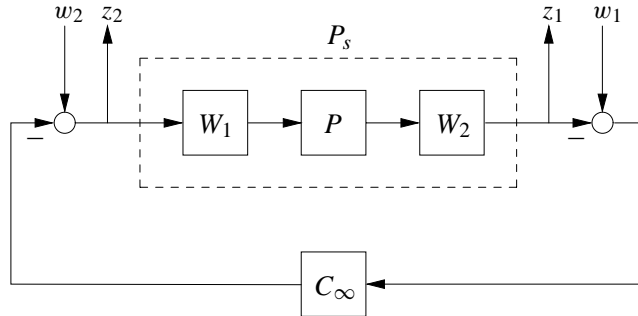 w₂ z₂ z₁ w₁
Pₛ
W₁ P W₂
− −
C∞